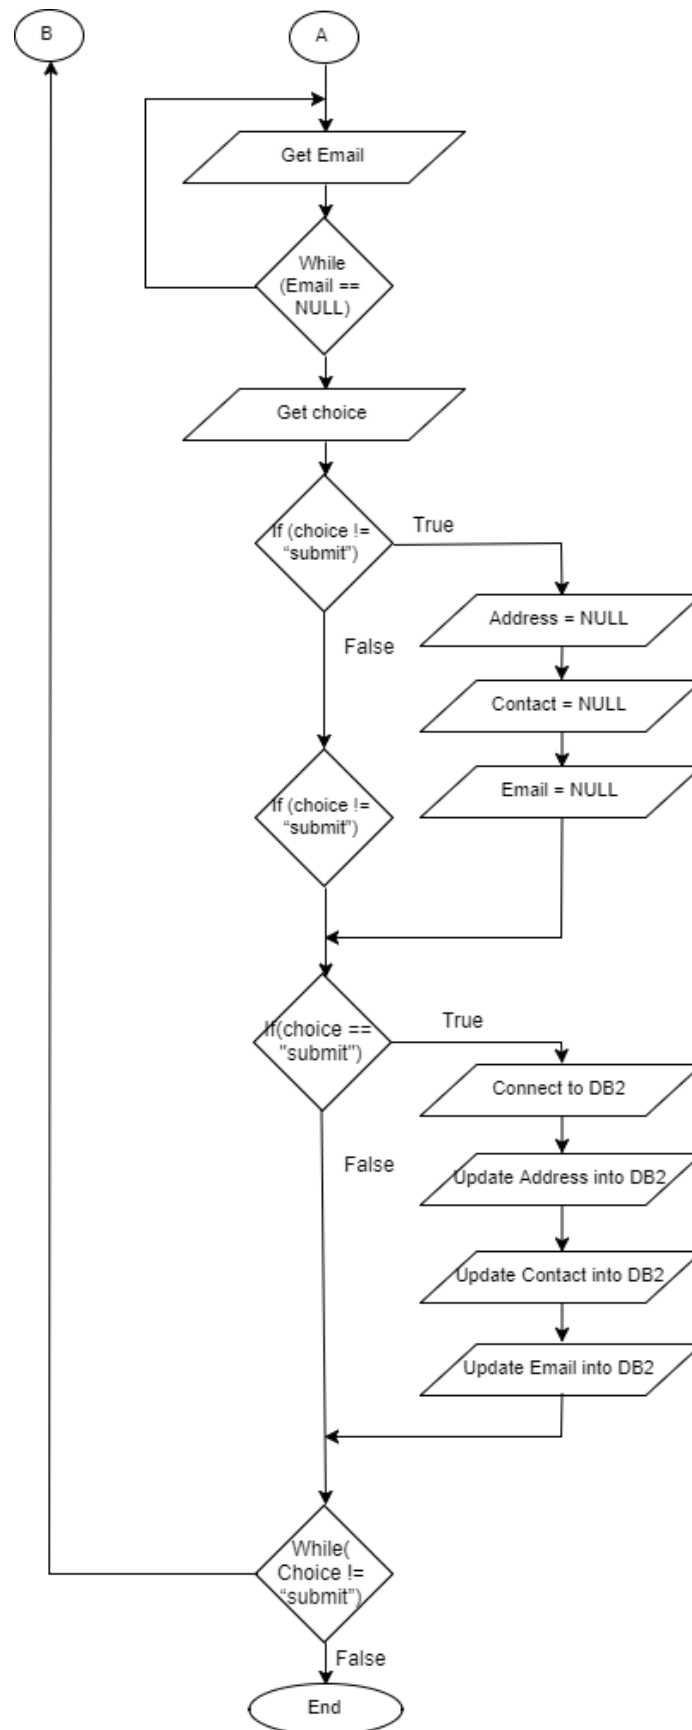 B
A
Get Email
While
(Email ==
NULL)
Get choice
If (choice !=
“submit”)
True
False
Address = NULL
Contact = NULL
Email = NULL
If (choice !=
“submit”)
If(choice ==
"submit")
True
False
Connect to DB2
Update Address into DB2
Update Contact into DB2
Update Email into DB2
While(
Choice !=
“submit”)
False
End